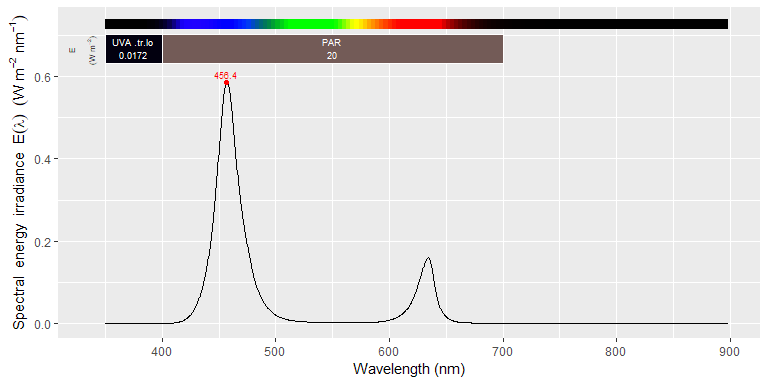 UVA .tr.lo
PAR
E
(W m⁻²)
0.0172
20
456.4
Spectral energy irradiance E(λ) (W m⁻² nm⁻¹)
0.6
0.4
0.2
0.0
400
500
600
700
800
900
Wavelength (nm)